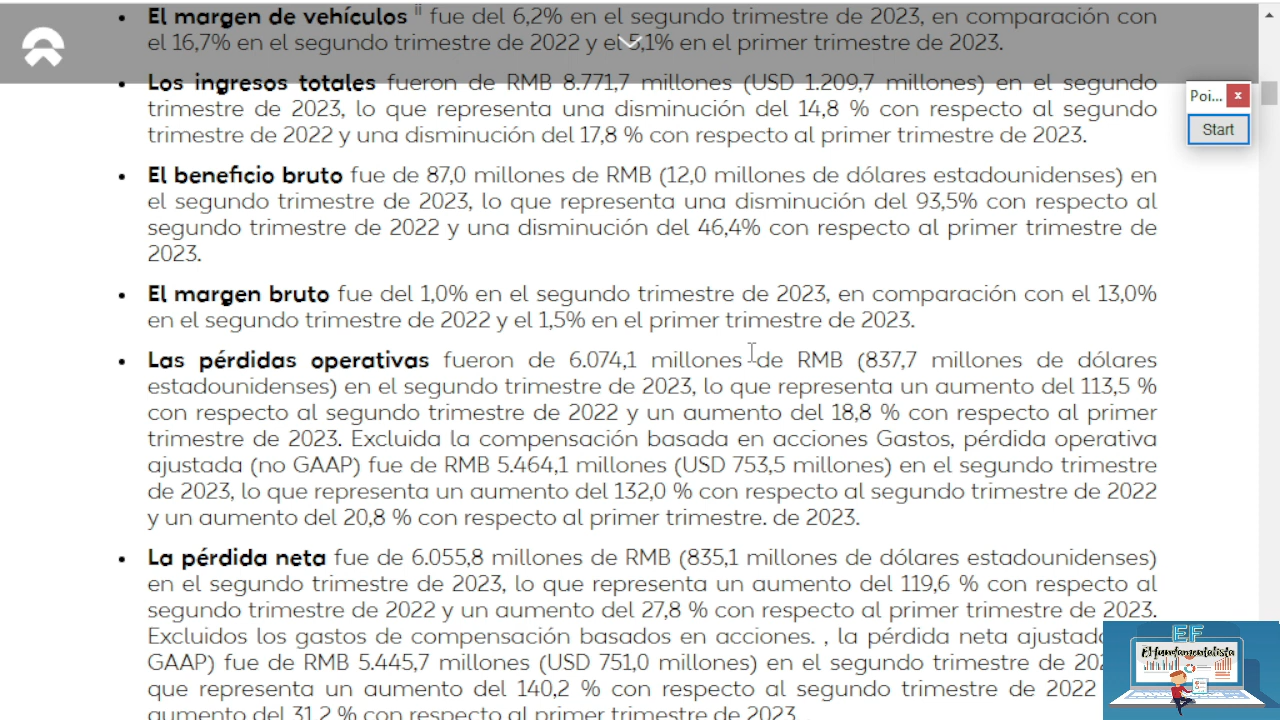 El margen de vehículos ii fue del 6,2% en el segundo trimestre de 2023, en comparación con
el 16,7% en el segundo trimestre de 2022 y el 5,1% en el primer trimestre de 2023.
Los ingresos totales fueron de RMB 8.771,7 millones (USD 1.209,7 millones) en el segundo
trimestre de 2023, lo que representa una disminución del 14,8 % con respecto al segundo
trimestre de 2022 y una disminución del 17,8 % con respecto al primer trimestre de 2023.
Poi...
x
Start
El beneficio bruto fue de 87,0 millones de RMB (12,0 millones de dólares estadounidenses) en
el segundo trimestre de 2023, lo que representa una disminución del 93,5% con respecto al
segundo trimestre de 2022 y una disminución del 46,4% con respecto al primer trimestre de
2023.
El margen bruto fue del 1,0% en el segundo trimestre de 2023, en comparación con el 13,0%
en el segundo trimestre de 2022 y el 1,5% en el primer trimestre de 2023.
Las pérdidas operativas fueron de 6.074,1 millones de RMB (837,7 millones de dólares
estadounidenses) en el segundo trimestre de 2023, lo que representa un aumento del 113,5 %
con respecto al segundo trimestre de 2022 y un aumento del 18,8 % con respecto al primer
trimestre de 2023. Excluida la compensación basada en acciones Gastos, pérdida operativa
ajustada (no GAAP) fue de RMB 5.464,1 millones (USD 753,5 millones) en el segundo trimestre
de 2023, lo que representa un aumento del 132,0 % con respecto al segundo trimestre de 2022
y un aumento del 20,8 % con respecto al primer trimestre. de 2023.
La pérdida neta fue de 6.055,8 millones de RMB (835,1 millones de dólares estadounidenses)
en el segundo trimestre de 2023, lo que representa un aumento del 119,6 % con respecto al
segundo trimestre de 2022 y un aumento del 27,8 % con respecto al primer trimestre de 2023.
Excluidos los gastos de compensación basados en acciones. , la pérdida neta ajustad
GAAP) fue de RMB 5.445,7 millones (USD 751,0 millones) en el segundo trimestre de 20
que representa un aumento del 140,2 % con respecto al segundo trimestre de 2022
aumento del 31,2 % con respecto al primer trimestre de 2023
EF
El fundamentalista